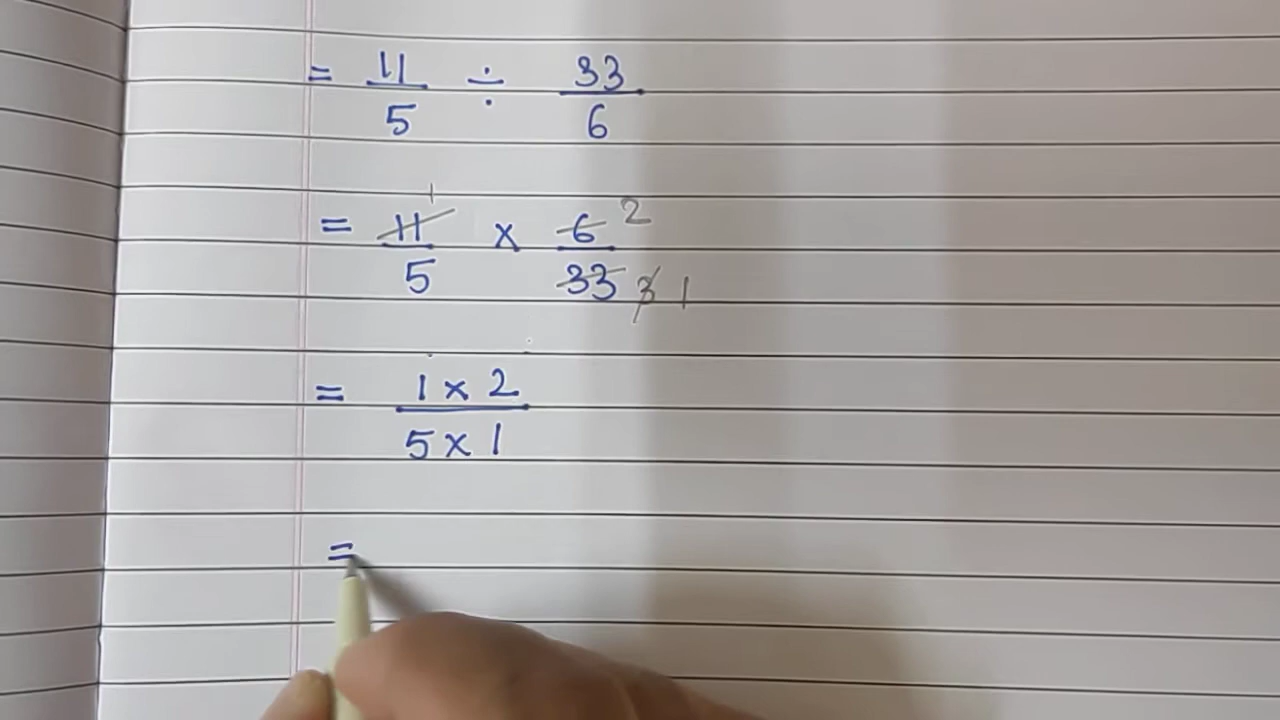 = 11/5 ÷ 33/6
= 11/5 1 × 6/33 2 3 1
= 1 × 2 / 5 × 1
=